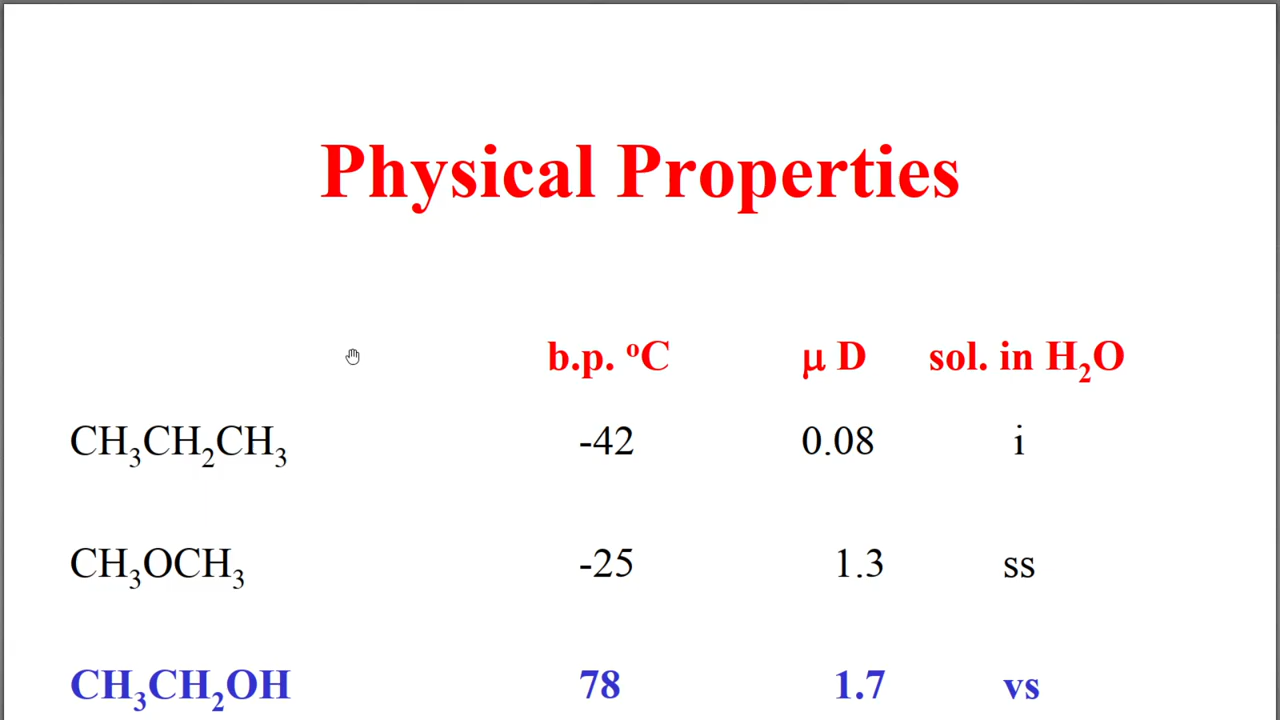 Physical Properties
b.p. °C μ D sol. in H₂O
CH₃CH₂CH₃ -42 0.08 i
CH₃OCH₃ -25 1.3 ss
CH₃CH₂OH 78 1.7 vs